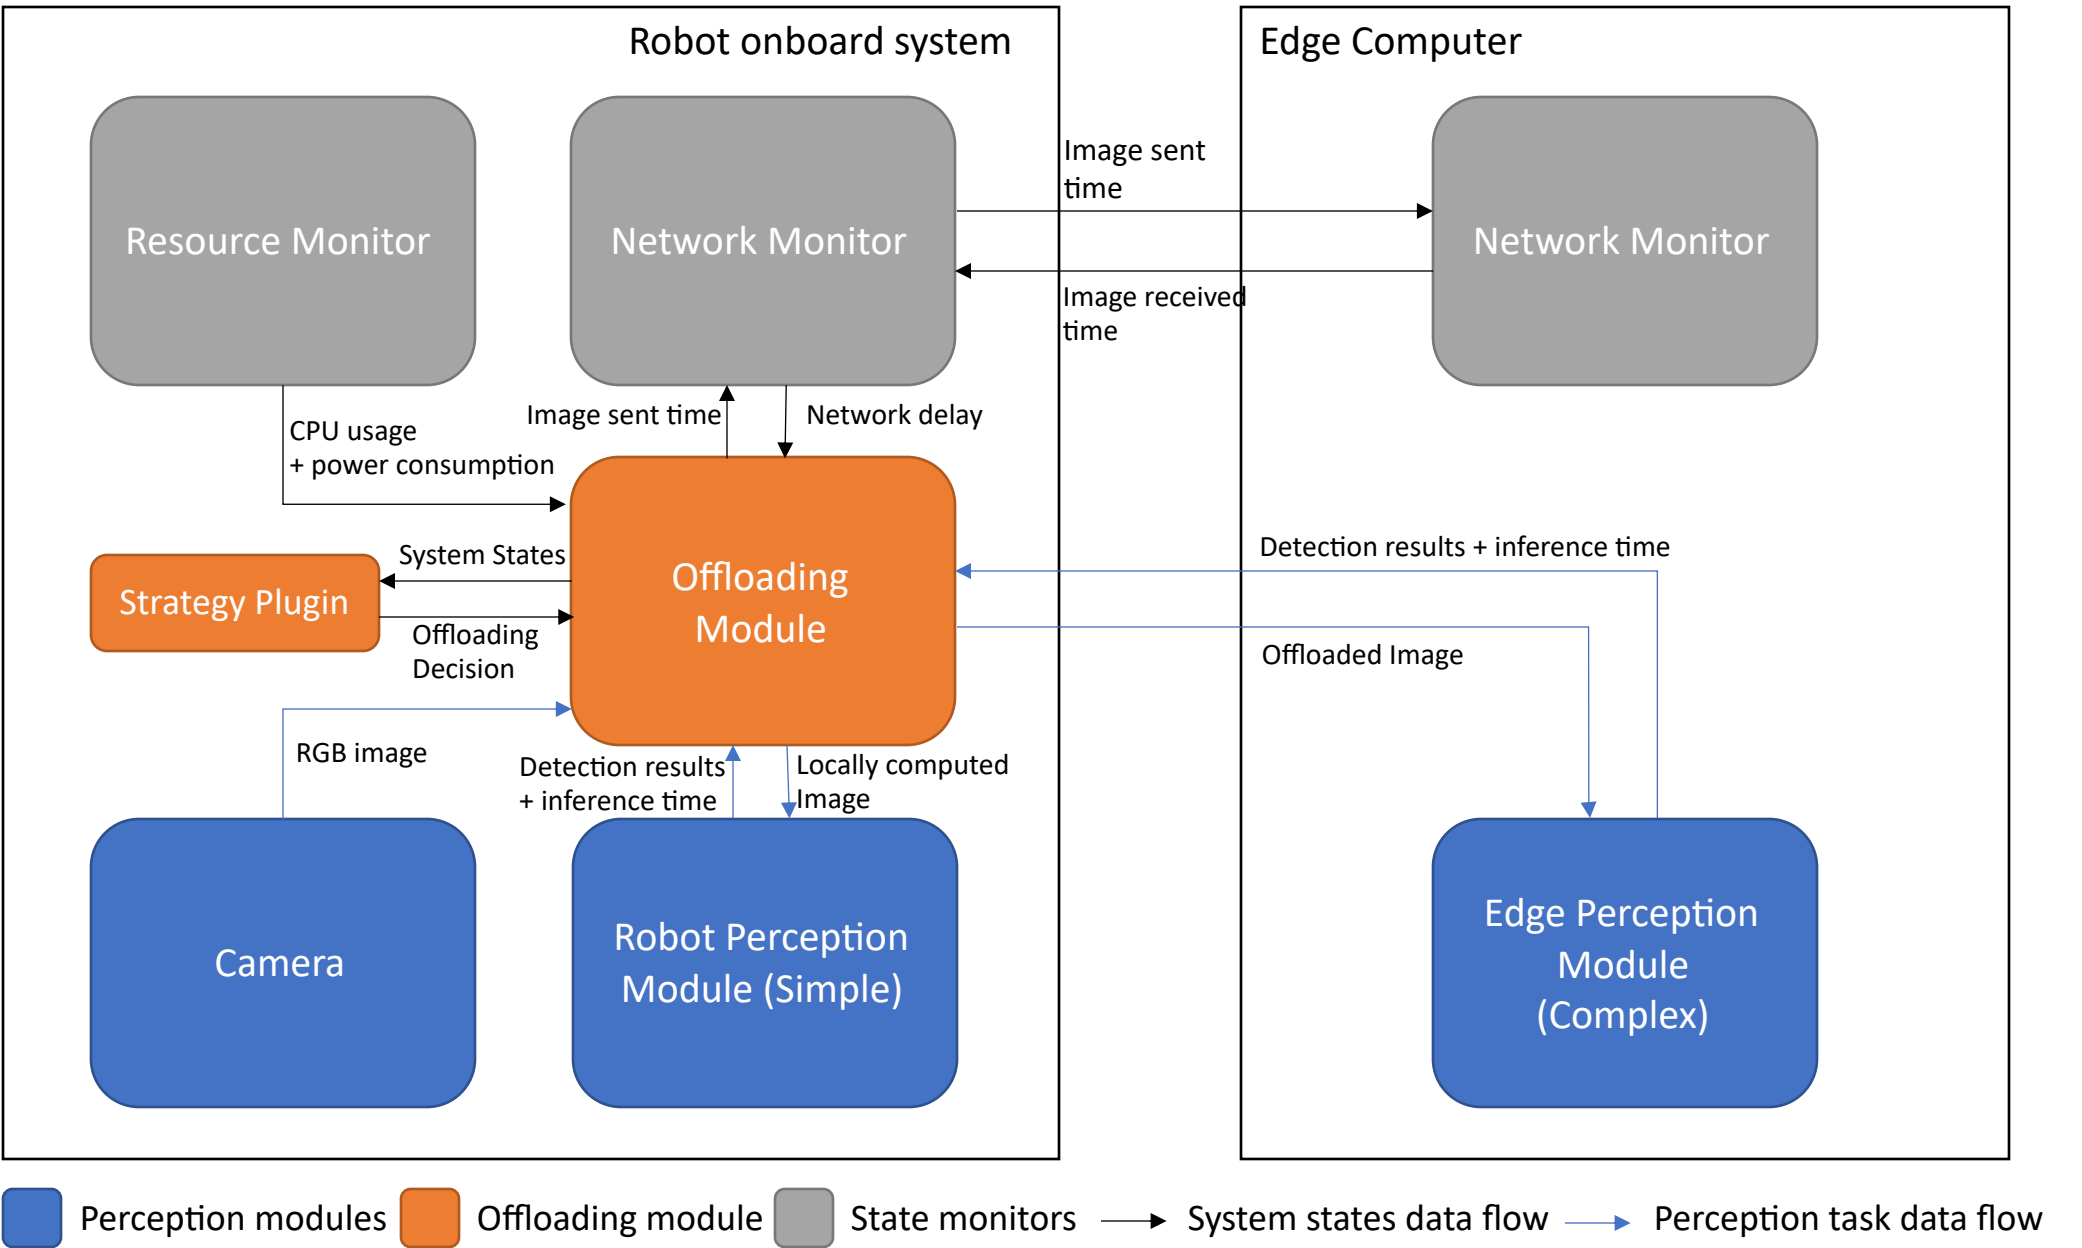 Robot onboard system
Edge Computer
Resource Monitor
Network Monitor
Image sent
time
Network Monitor
Image received
time
Image sent time
Network delay
CPU usage
+ power consumption
System States
Strategy Plugin
Offloading
Decision
Offloading
Module
Detection results + inference time
Offloaded Image
RGB image
Detection results
+ inference time
Locally computed
Image
Camera
Robot Perception
Module (Simple)
Edge Perception
Module
(Complex)
Perception modules
Offloading module
State monitors
System states data flow
Perception task data flow